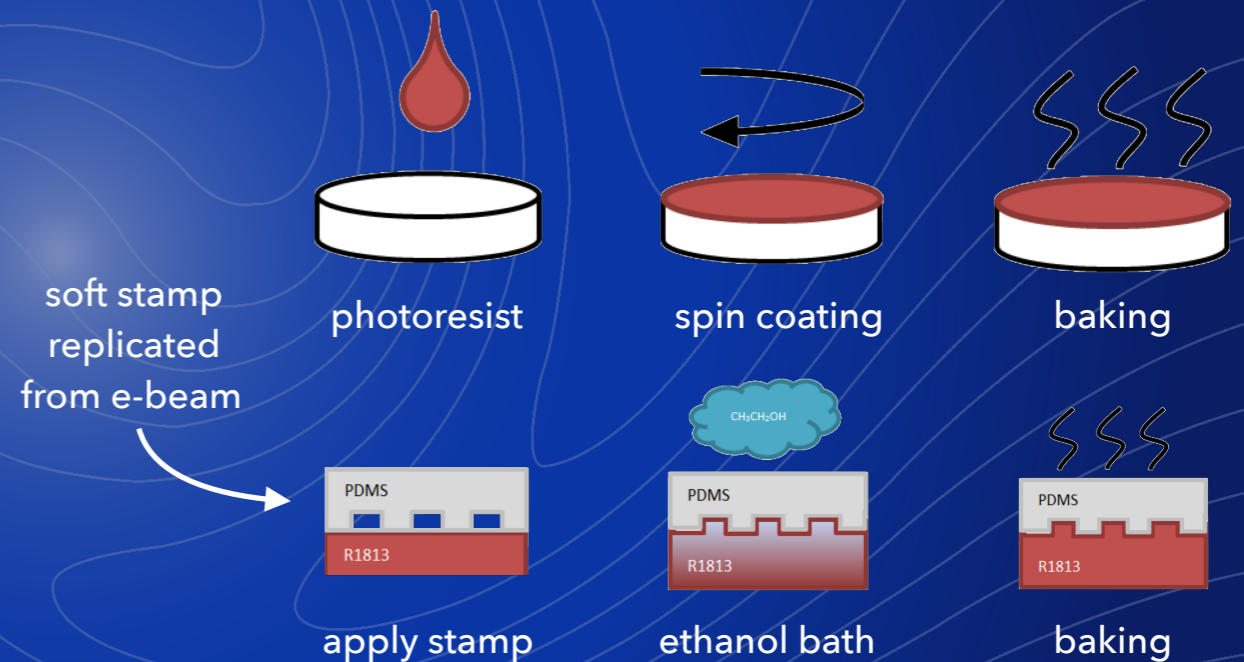 photoresist
spin coating
baking
soft stamp
replicated
from e-beam
CH₃CH₂OH
PDMS
R1813
PDMS
R1813
PDMS
R1813
apply stamp
ethanol bath
baking